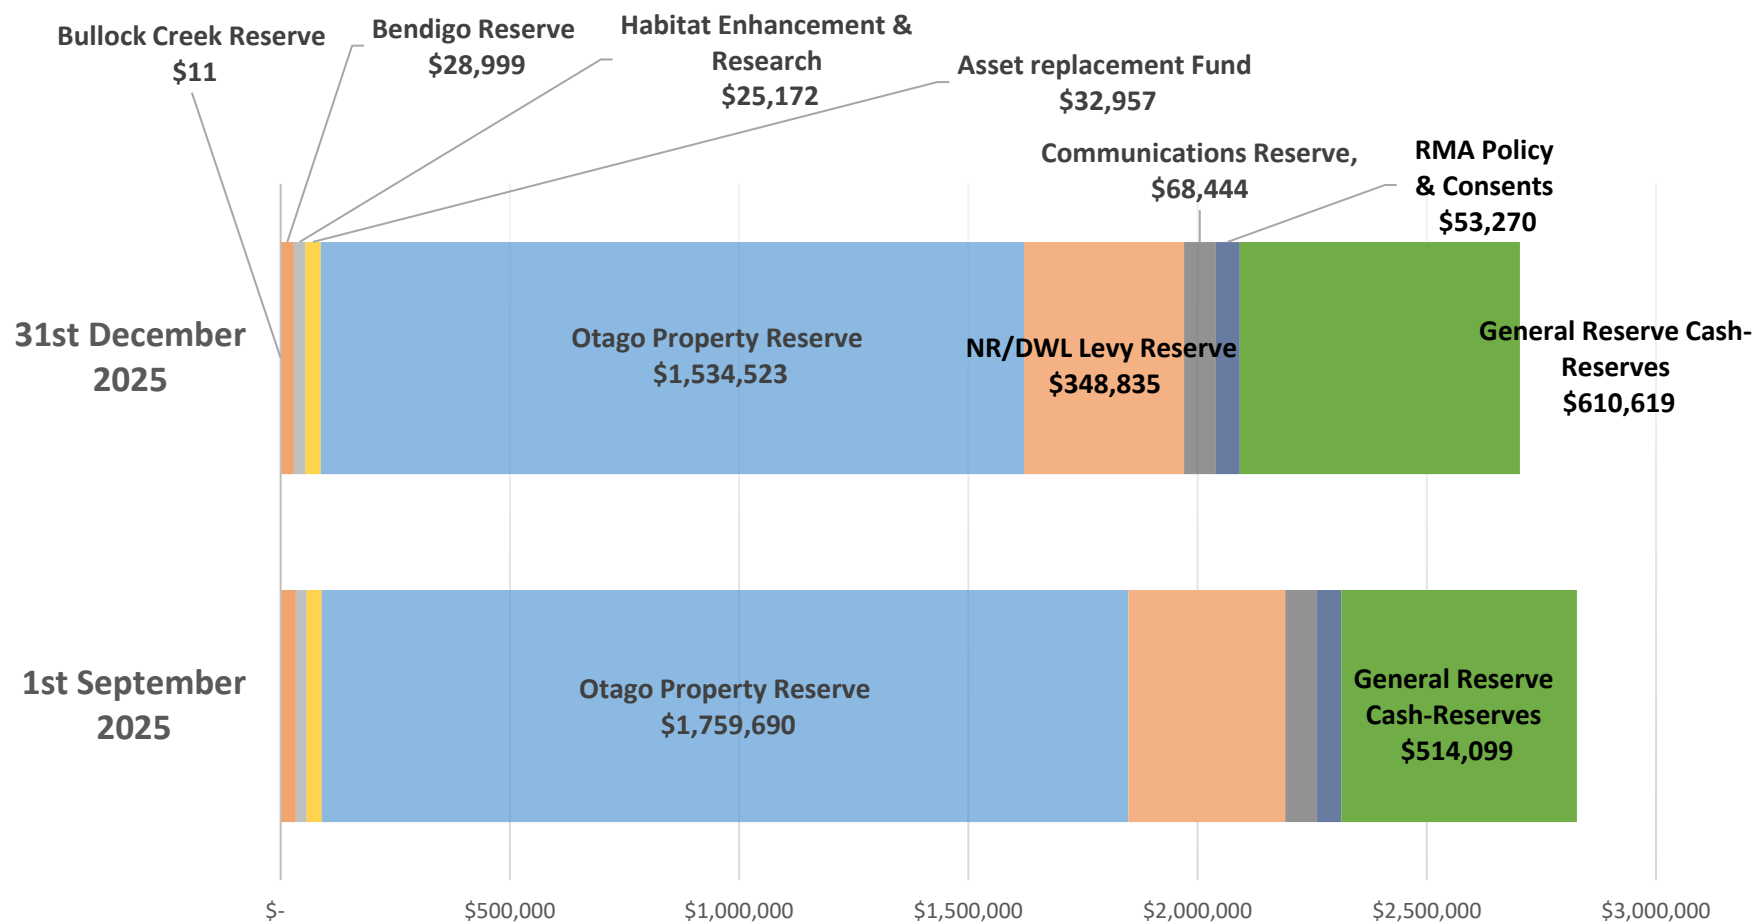 Bullock Creek Reserve
$11
Bendigo Reserve
$28,999
Habitat Enhancement &
Research
$25,172
Asset replacement Fund
$32,957
Communications Reserve,
$68,444
RMA Policy
& Consents
$53,270
31st December
2025
Otago Property Reserve
$1,534,523
NR/DWL Levy Reserve
$348,835
General Reserve Cash-
Reserves
$610,619
1st September
2025
Otago Property Reserve
$1,759,690
General Reserve
Cash-Reserves
$514,099
$-
$500,000
$1,000,000
$1,500,000
$2,000,000
$2,500,000
$3,000,000